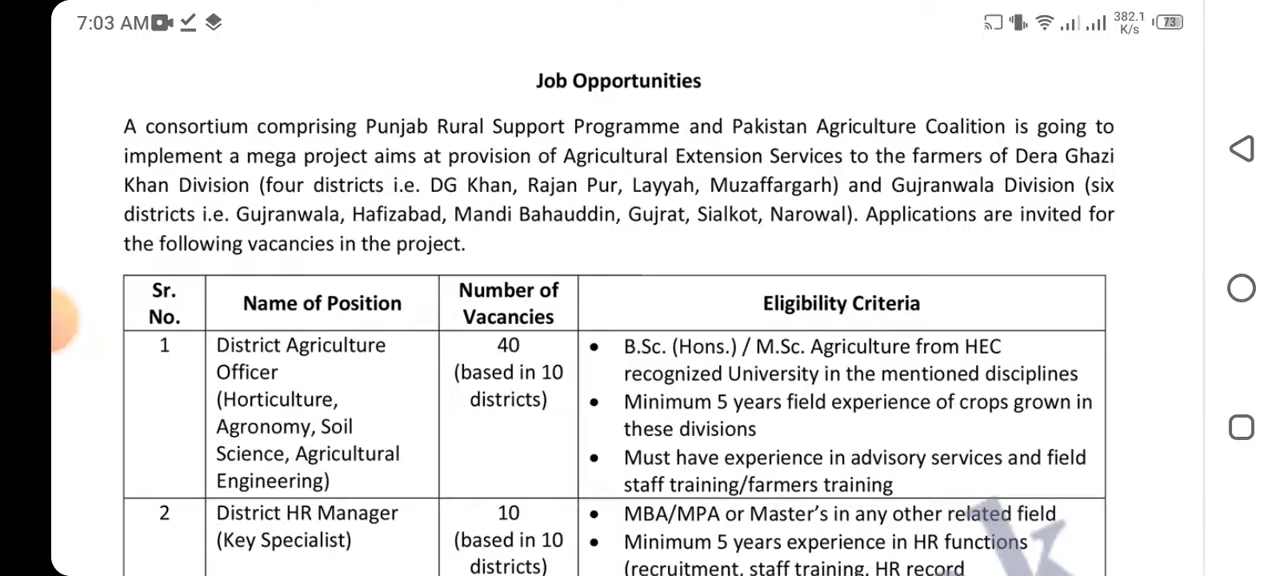 7:03 AM
382.1
K/s
73
Job Opportunities
A consortium comprising Punjab Rural Support Programme and Pakistan Agriculture Coalition is going to
implement a mega project aims at provision of Agricultural Extension Services to the farmers of Dera Ghazi
Khan Division (four districts i.e. DG Khan, Rajan Pur, Layyah, Muzaffargarh) and Gujranwala Division (six
districts i.e. Gujranwala, Hafizabad, Mandi Bahauddin, Gujrat, Sialkot, Narowal). Applications are invited for
the following vacancies in the project.
Sr.
No.
Name of Position
Number of
Vacancies
Eligibility Criteria
1
District Agriculture
Officer
(Horticulture,
Agronomy, Soil
Science, Agricultural
Engineering)
40
(based in 10
districts)
• B.Sc. (Hons.) / M.Sc. Agriculture from HEC
recognized University in the mentioned disciplines
• Minimum 5 years field experience of crops grown in
these divisions
• Must have experience in advisory services and field
staff training/farmers training
2
District HR Manager
(Key Specialist)
10
(based in 10
districts)
• MBA/MPA or Master's in any other related field
• Minimum 5 years experience in HR functions
(recruitment, staff training, HR record